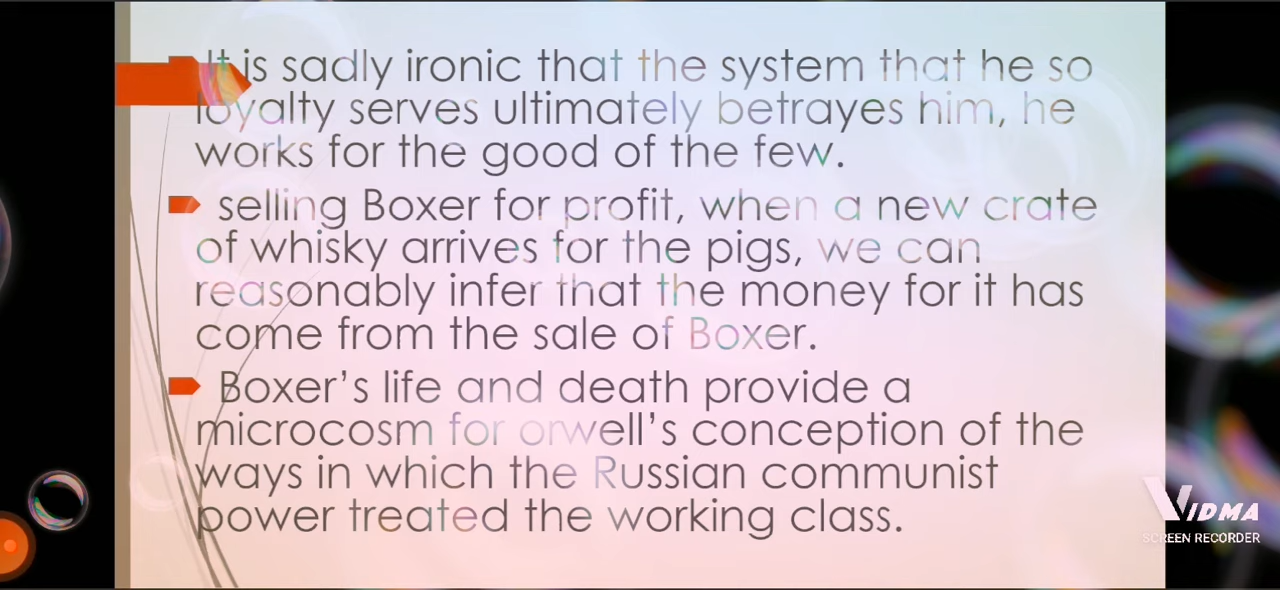 It is sadly ironic that the system that he so
loyalty serves ultimately betrayes him, he
works for the good of the few.
selling Boxer for profit, when a new crate
of whisky arrives for the pigs, we can
reasonably infer that the money for it has
come from the sale of Boxer.
Boxer's life and death provide a
microcosm for orwell's conception of the
ways in which the Russian communist
power treated the working class.
VIDMA
SCREEN RECORDER